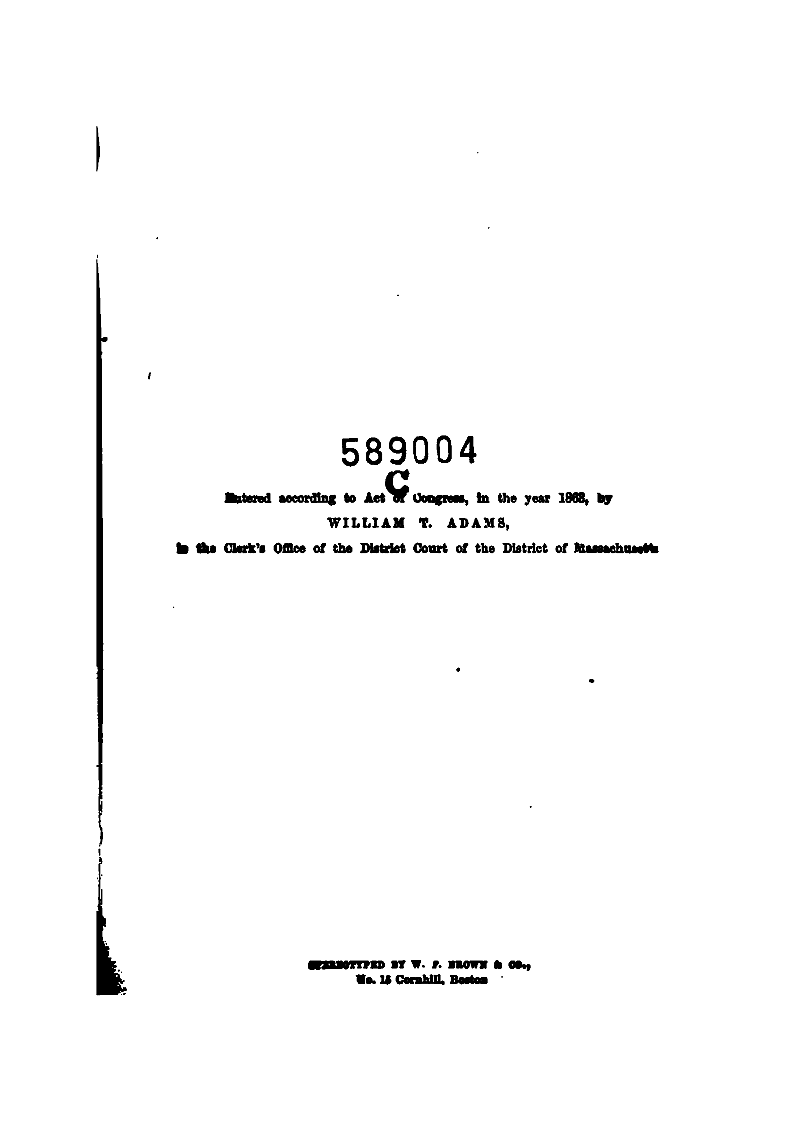 589004
C
Entered according to Act of Congress, in the year 1863, by
WILLIAM T. ADAMS,
In the Clerk's Office of the District Court of the District of Massachusetts
STEREOTYPED BY W. F. BROWN & CO.,
No. 15 Cornhill, Boston